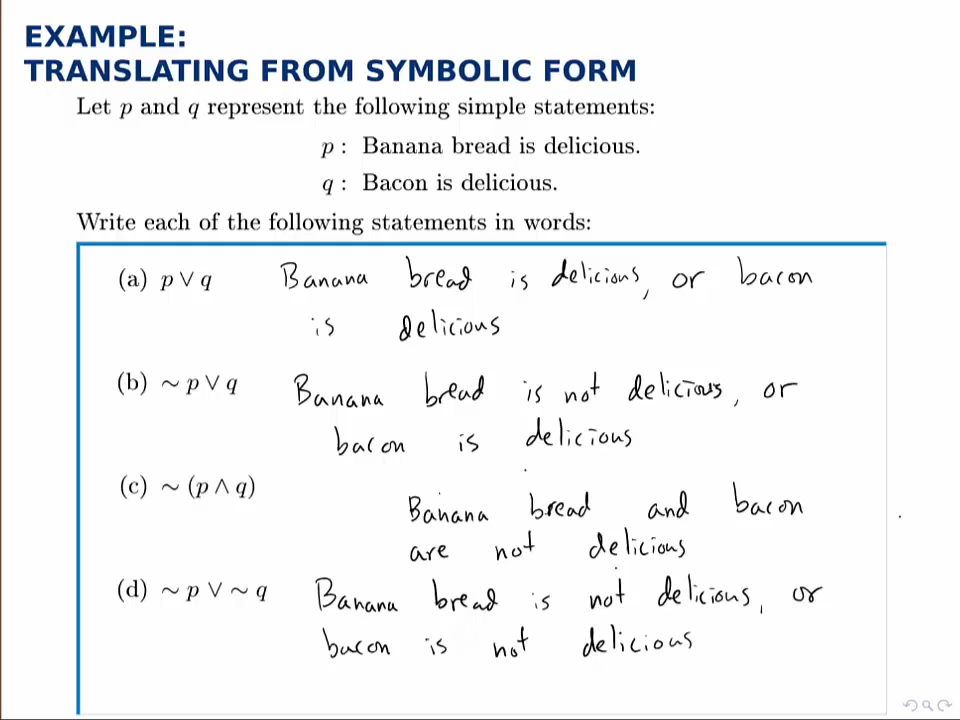 EXAMPLE:
TRANSLATING FROM SYMBOLIC FORM
Let p and q represent the following simple statements:
p : Banana bread is delicious.
q : Bacon is delicious.
Write each of the following statements in words:
(a) p ∨ q Banana bread is delicious, or bacon
is delicious
(b) ∼ p ∨ q Banana bread is not delicious, or
bacon is delicious
(c) ∼ (p ∧ q) Banana bread and bacon
are not delicious
(d) ∼ p ∨ ∼ q Banana bread is not delicious, or
bacon is not delicious